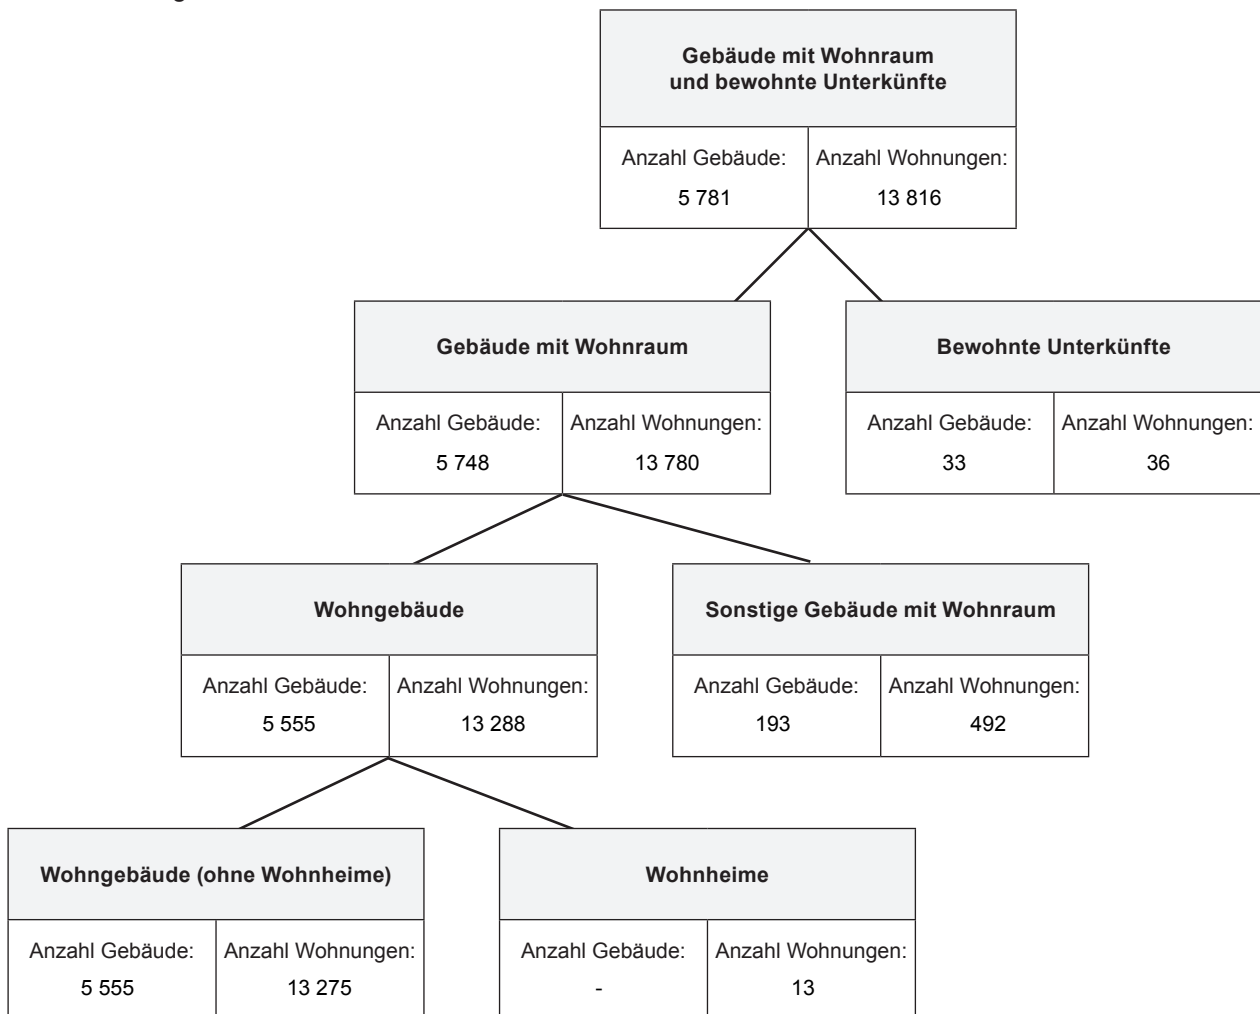 Gebäude mit Wohnraum
und bewohnte Unterkünfte
Anzahl Gebäude: Anzahl Wohnungen:
5 781 13 816
Gebäude mit Wohnraum
Anzahl Gebäude: Anzahl Wohnungen:
5 748 13 780
Bewohnte Unterkünfte
Anzahl Gebäude: Anzahl Wohnungen:
33 36
Wohngebäude
Anzahl Gebäude: Anzahl Wohnungen:
5 555 13 288
Sonstige Gebäude mit Wohnraum
Anzahl Gebäude: Anzahl Wohnungen:
193 492
Wohngebäude (ohne Wohnheime)
Anzahl Gebäude: Anzahl Wohnungen:
5 555 13 275
Wohnheime
Anzahl Gebäude: Anzahl Wohnungen:
- 13